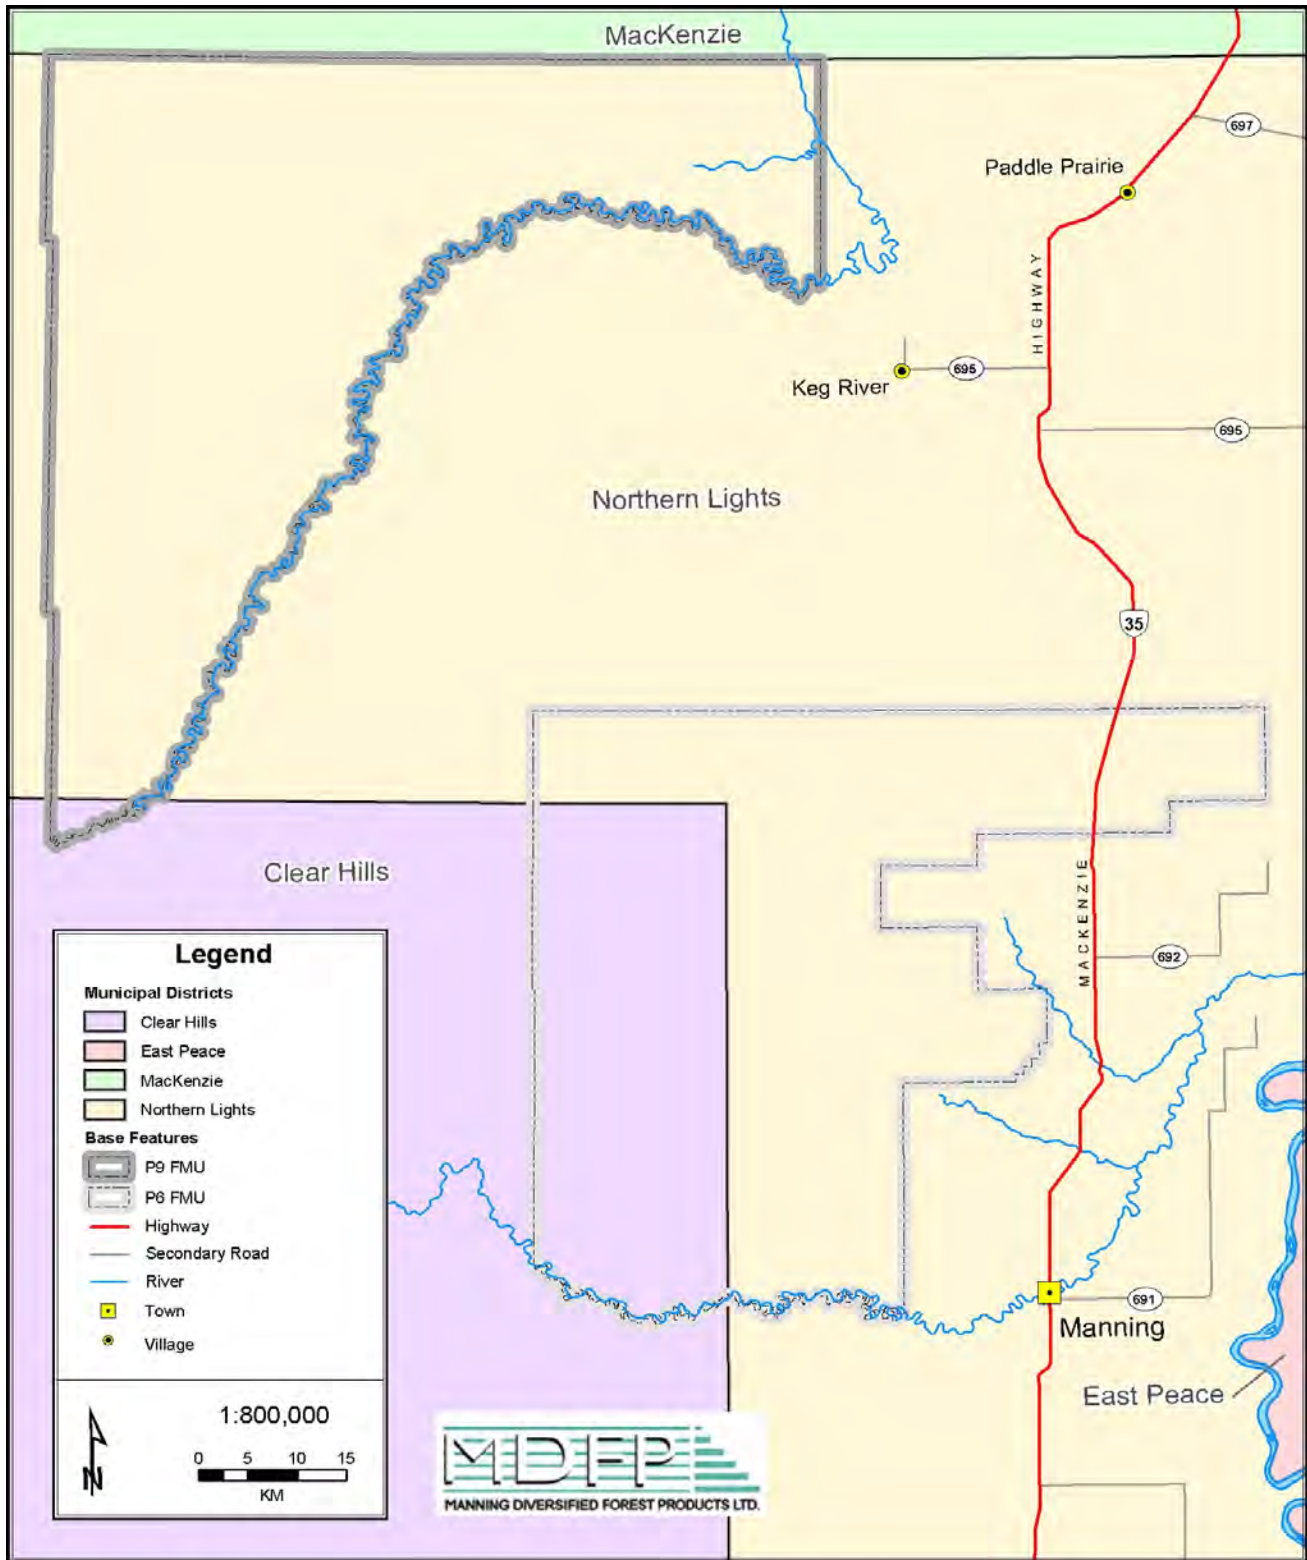 MacKenzie
697
Paddle Prairie
HIGHWAY
695
Keg River
695
Northern Lights
35
Clear Hills
MACKENZIE
692
Legend
Municipal Districts
Clear Hills
East Peace
MacKenzie
Northern Lights
Base Features
P9 FMU
P6 FMU
Highway
Secondary Road
River
Town
Village
691
Manning
East Peace
1:800,000
0 5 10 15
KM
N
MDFP
MANNING DIVERSIFIED FOREST PRODUCTS LTD.